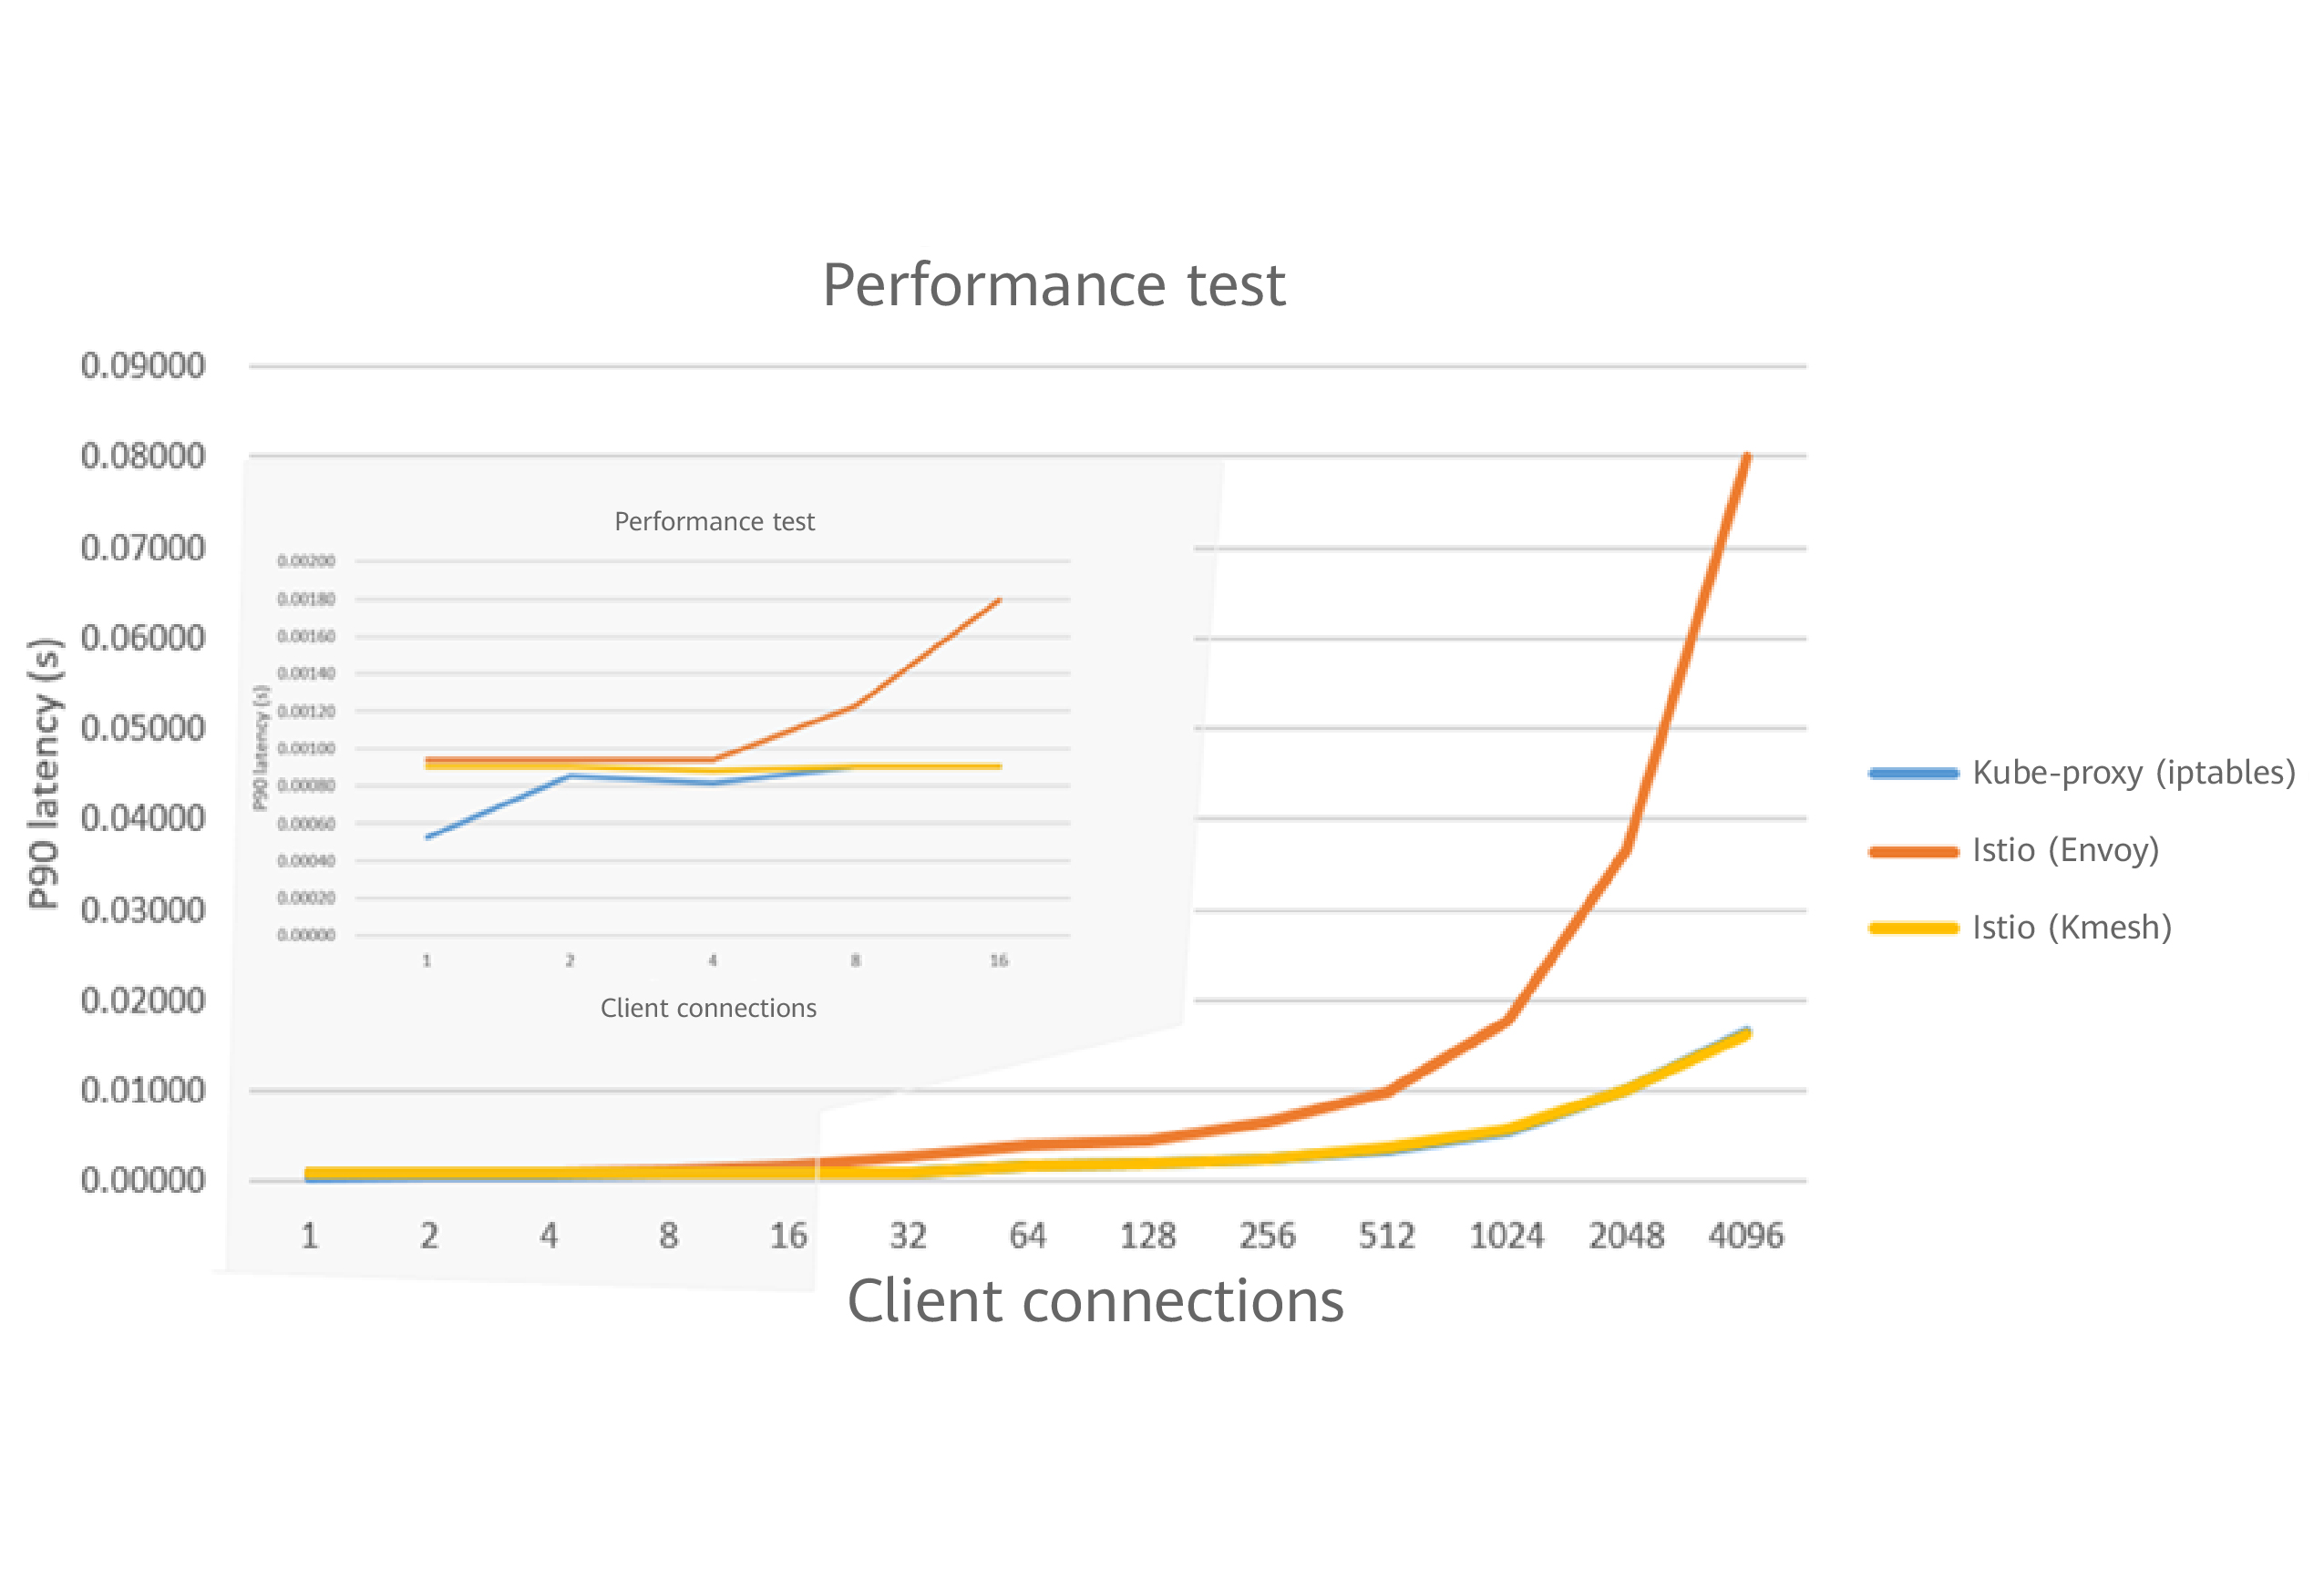 Performance test
0.09000
0.08000
0.07000
0.06000
0.05000
0.04000
0.03000
0.02000
0.01000
0.00000
P90 latency (s)
Performance test
0.00200
0.00180
0.00160
0.00140
0.00120
0.00100
0.00080
0.00060
0.00040
0.00020
0.00000
P90 latency (s)
1 2 4 8 16
Client connections
1 2 4 8 16 32 64 128 256 512 1024 2048 4096
Client connections
Kube-proxy (iptables)
Istio (Envoy)
Istio (Kmesh)